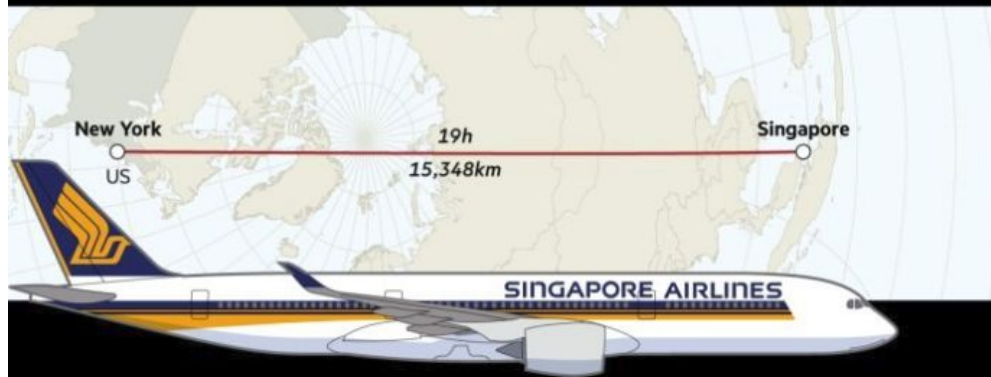 New York
US
19h
15,348km
Singapore
SINGAPORE AIRLINES